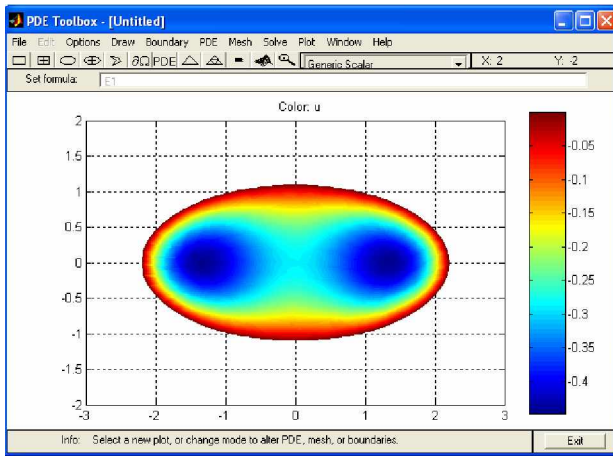 PDE Toolbox - [Untitled]
File Edit Options Draw Boundary PDE Mesh Solve Plot Window Help
∂Ω PDE = Generic Scalar X: 2 Y: -2
Set formula: E1
Color: u
2
1.5
1
0.5
0
-0.5
-1
-1.5
-2
-3 -2 -1 0 1 2 3
-0.05
-0.1
-0.15
-0.2
-0.25
-0.3
-0.35
-0.4
Info: Select a new plot, or change mode to alter PDE, mesh, or boundaries. Exit